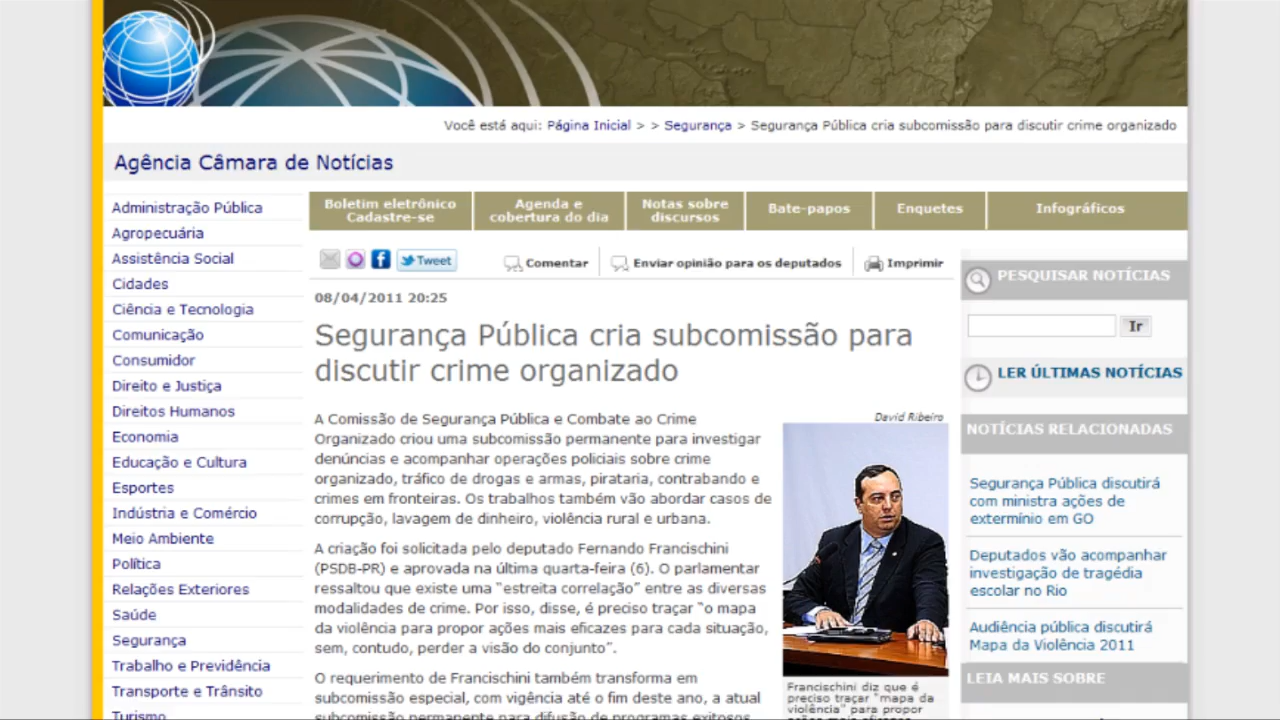 Você está aqui: Página Inicial > > Segurança > Segurança Pública cria subcomissão para discutir crime organizado
Agência Câmara de Notícias
Administração Pública
Agropecuária
Assistência Social
Cidades
Ciência e Tecnologia
Comunicação
Consumidor
Direito e Justiça
Direitos Humanos
Economia
Educação e Cultura
Esportes
Indústria e Comércio
Meio Ambiente
Política
Relações Exteriores
Saúde
Segurança
Trabalho e Previdência
Transporte e Trânsito
Turismo
Boletim eletrônico
Cadastre-se
Agenda e
cobertura do dia
Notas sobre
discursos
Bate-papos
Enquetes
Infográficos
Tweet
Comentar
Enviar opinião para os deputados
Imprimir
08/04/2011 20:25
Segurança Pública cria subcomissão para
discutir crime organizado
A Comissão de Segurança Pública e Combate ao Crime
Organizado criou uma subcomissão permanente para investigar
denúncias e acompanhar operações policiais sobre crime
organizado, tráfico de drogas e armas, pirataria, contrabando e
crimes em fronteiras. Os trabalhos também vão abordar casos de
corrupção, lavagem de dinheiro, violência rural e urbana.
A criação foi solicitada pelo deputado Fernando Francischini
(PSDB-PR) e aprovada na última quarta-feira (6). O parlamentar
ressaltou que existe uma "estreita correlação" entre as diversas
modalidades de crime. Por isso, disse, é preciso traçar "o mapa
da violência para propor ações mais eficazes para cada situação,
sem, contudo, perder a visão do conjunto".
O requerimento de Francischini também transforma em
subcomissão especial, com vigência até o fim deste ano, a atual
subcomissão permanente para difusão de programas exitosos
David Ribeiro
Francischini diz que é
preciso traçar "mapa da
violência" para propor
ações mais eficazes
PESQUISAR NOTÍCIAS
Ir
LER ÚLTIMAS NOTÍCIAS
NOTÍCIAS RELACIONADAS
Segurança Pública discutirá
com ministra ações de
extermínio em GO
Deputados vão acompanhar
investigação de tragédia
escolar no Rio
Audiência pública discutirá
Mapa da Violência 2011
LEIA MAIS SOBRE